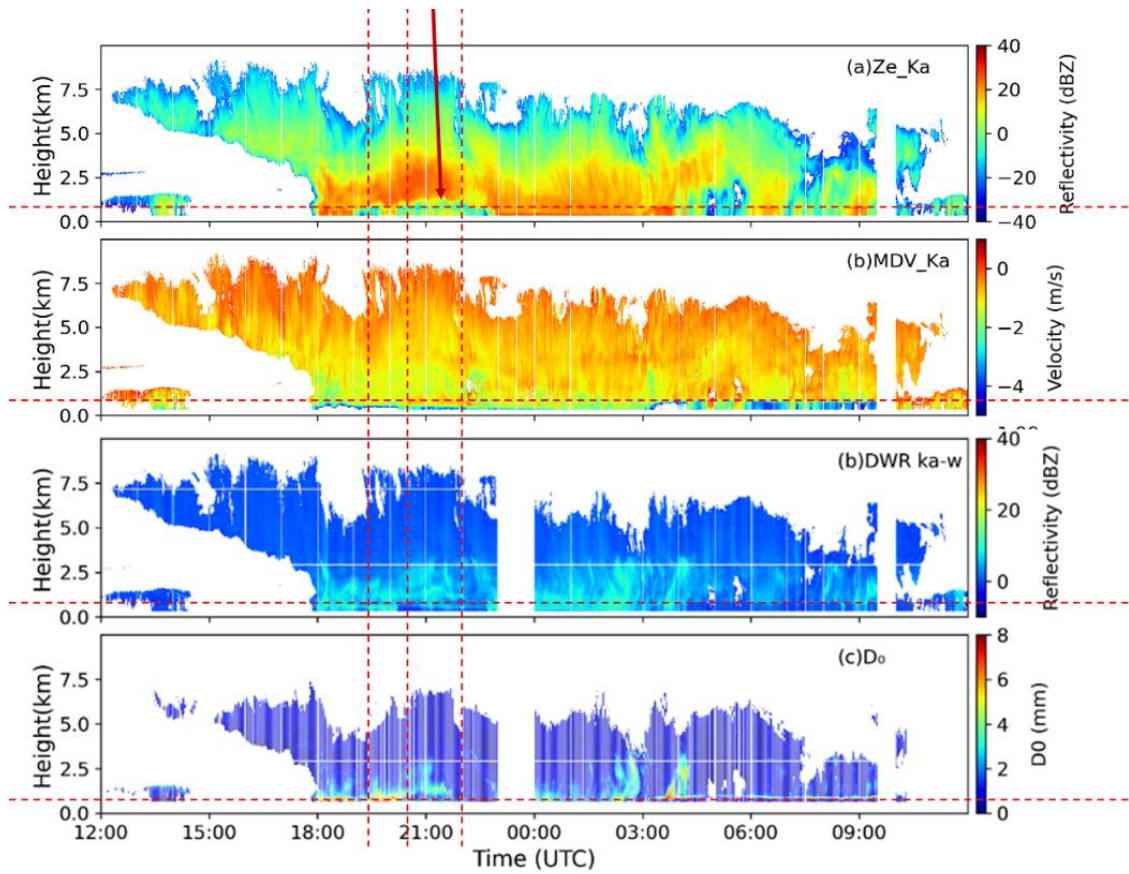 (a)Ze_Ka
Height(km)
7.5
5.0
2.5
0.0
40
20
0
−20
−40
Reflectivity (dBZ)
(b)MDV_Ka
Height(km)
7.5
5.0
2.5
0.0
0
−2
−4
Velocity (m/s)
(b)DWR ka-w
Height(km)
7.5
5.0
2.5
0.0
40
20
0
Reflectivity (dBZ)
(c)D₀
Height(km)
7.5
5.0
2.5
0.0
8
6
4
2
0
D0 (mm)
12:00 15:00 18:00 21:00 00:00 03:00 06:00 09:00
Time (UTC)